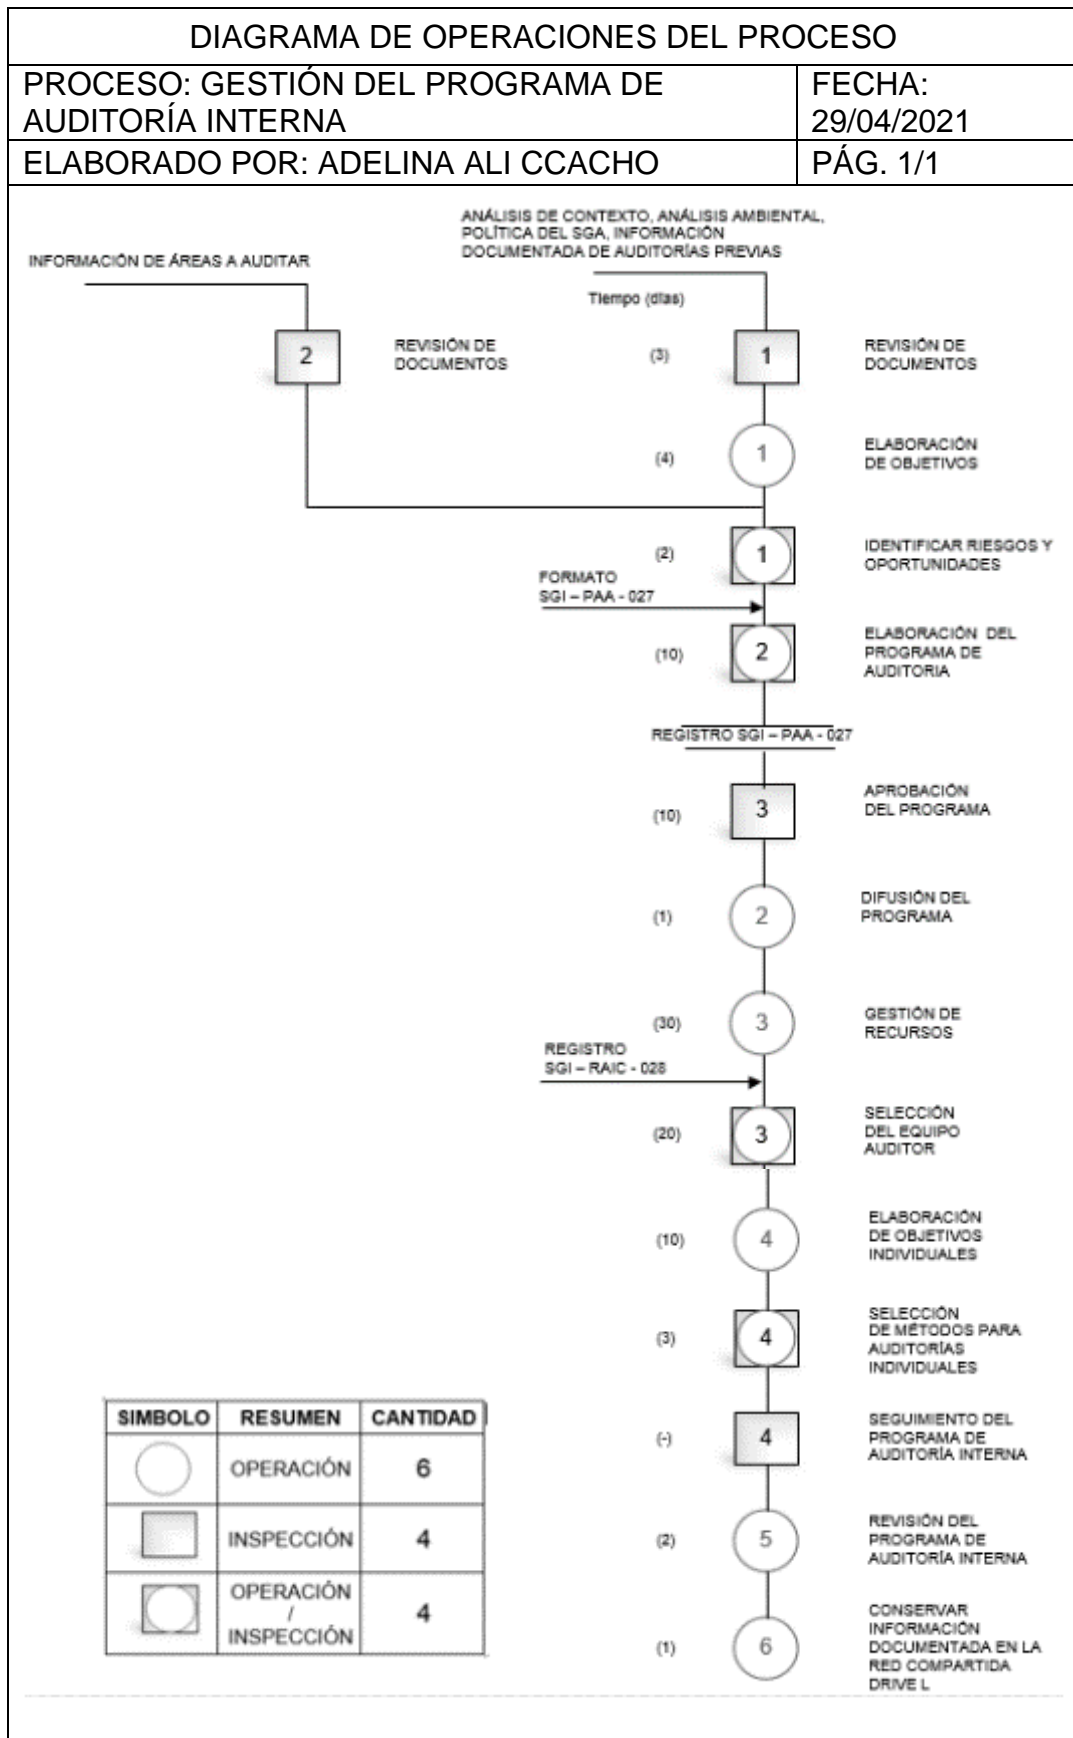 DIAGRAMA DE OPERACIONES DEL PROCESO
PROCESO: GESTIÓN DEL PROGRAMA DE
AUDITORÍA INTERNA
FECHA:
29/04/2021
ELABORADO POR: ADELINA ALI CCACHO
PÁG. 1/1
ANÁLISIS DE CONTEXTO, ANÁLISIS AMBIENTAL,
POLÍTICA DEL SGA, INFORMACIÓN
DOCUMENTADA DE AUDITORÍAS PREVIAS
INFORMACIÓN DE ÁREAS A AUDITAR
Tiempo (días)
2
REVISIÓN DE
DOCUMENTOS
(3)
1
REVISIÓN DE
DOCUMENTOS
(4)
1
ELABORACIÓN
DE OBJETIVOS
(2)
1
IDENTIFICAR RIESGOS Y
OPORTUNIDADES
FORMATO
SGI – PAA - 027
(10)
2
ELABORACIÓN DEL
PROGRAMA DE
AUDITORIA
REGISTRO SGI – PAA - 027
(10)
3
APROBACIÓN
DEL PROGRAMA
(1)
2
DIFUSIÓN DEL
PROGRAMA
(30)
3
GESTIÓN DE
RECURSOS
REGISTRO
SGI – RAIC - 028
(20)
3
SELECCIÓN
DEL EQUIPO
AUDITOR
(10)
4
ELABORACIÓN
DE OBJETIVOS
INDIVIDUALES
(3)
4
SELECCIÓN
DE MÉTODOS PARA
AUDITORÍAS
INDIVIDUALES
(-)
4
SEGUIMIENTO DEL
PROGRAMA DE
AUDITORÍA INTERNA
(2)
5
REVISIÓN DEL
PROGRAMA DE
AUDITORÍA INTERNA
(1)
6
CONSERVAR
INFORMACIÓN
DOCUMENTADA EN LA
RED COMPARTIDA
DRIVE L
SIMBOLO RESUMEN CANTIDAD
OPERACIÓN 6
INSPECCIÓN 4
OPERACIÓN
/
INSPECCIÓN
4